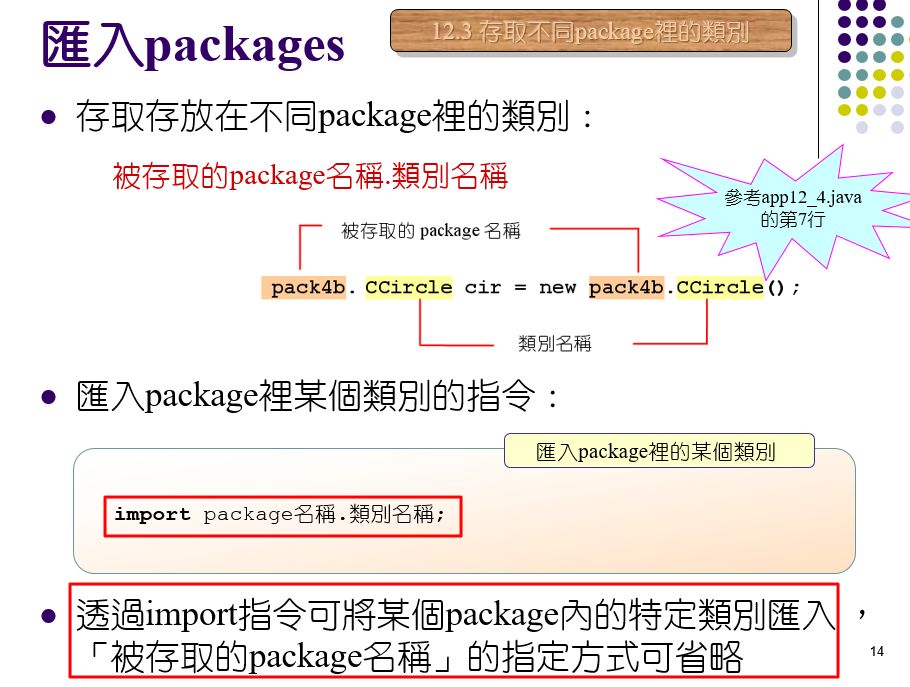 匯入packages
12.3 存取不同package裡的類別
存取存放在不同package裡的類別：
被存取的package名稱.類別名稱
參考app12_4.java
的第7行
被存取的 package 名稱
pack4b. CCircle cir = new pack4b.CCircle();
類別名稱
匯入package裡某個類別的指令：
匯入package裡的某個類別
import package名稱.類別名稱;
透過import指令可將某個package內的特定類別匯入，
「被存取的package名稱」的指定方式可省略
14